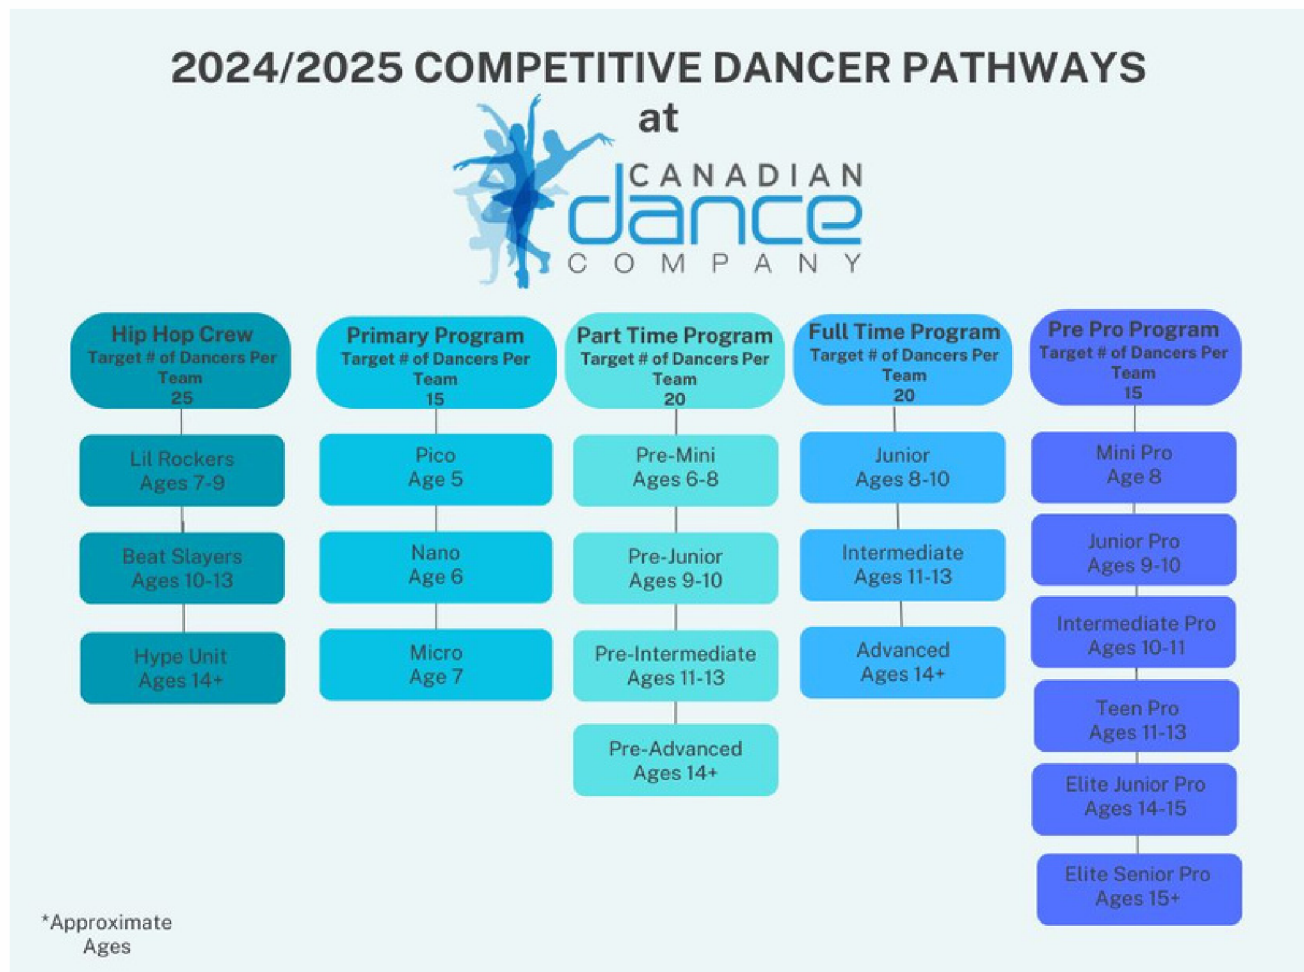 2024/2025 COMPETITIVE DANCER PATHWAYS
at
CANADIAN
dance
COMPANY
Hip Hop Crew
Target # of Dancers Per
Team
25
Lil Rockers
Ages 7-9
Beat Slayers
Ages 10-13
Hype Unit
Ages 14+
Primary Program
Target # of Dancers Per
Team
15
Pico
Age 5
Nano
Age 6
Micro
Age 7
Part Time Program
Target # of Dancers Per
Team
20
Pre-Mini
Ages 6-8
Pre-Junior
Ages 9-10
Pre-Intermediate
Ages 11-13
Pre-Advanced
Ages 14+
Full Time Program
Target # of Dancers Per
Team
20
Junior
Ages 8-10
Intermediate
Ages 11-13
Advanced
Ages 14+
Pre Pro Program
Target # of Dancers Per
Team
15
Mini Pro
Age 8
Junior Pro
Ages 9-10
Intermediate Pro
Ages 10-11
Teen Pro
Ages 11-13
Elite Junior Pro
Ages 14-15
Elite Senior Pro
Ages 15+
*Approximate
Ages